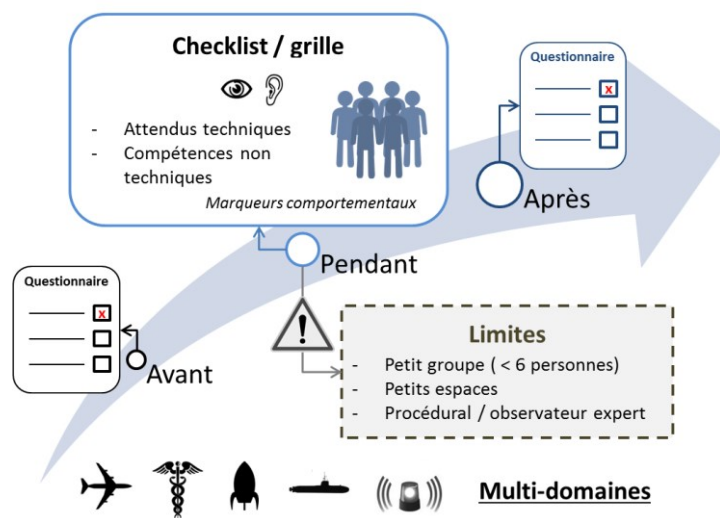 Checklist / grille
- Attendus techniques
- Compétences non
techniques
Marqueurs comportementaux
Questionnaire
x
Après
Pendant
Questionnaire
x
Avant
!
Limites
- Petit groupe ( < 6 personnes)
- Petits espaces
- Procédural / observateur expert
Multi-domaines